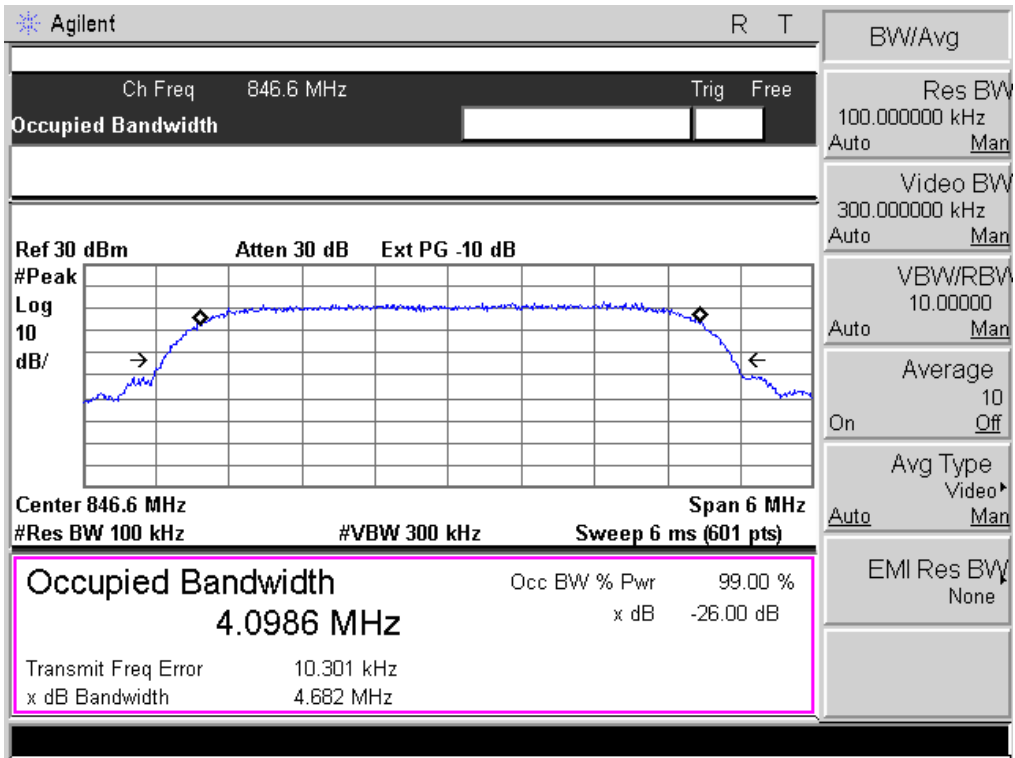 Agilent R T
Ch Freq 846.6 MHz Trig Free
Occupied Bandwidth
Ref 30 dBm Atten 30 dB Ext PG -10 dB
#Peak
Log
10
dB/
Center 846.6 MHz Span 6 MHz
#Res BW 100 kHz #VBW 300 kHz Sweep 6 ms (601 pts)
Occupied Bandwidth Occ BW % Pwr 99.00 %
4.0986 MHz x dB -26.00 dB
Transmit Freq Error 10.301 kHz
x dB Bandwidth 4.682 MHz
BW/Avg
Res BW
100.000000 kHz
Auto Man
Video BW
300.000000 kHz
Auto Man
VBW/RBW
10.00000
Auto Man
Average
10
On Off
Avg Type
Video
Auto Man
EMI Res BW
None